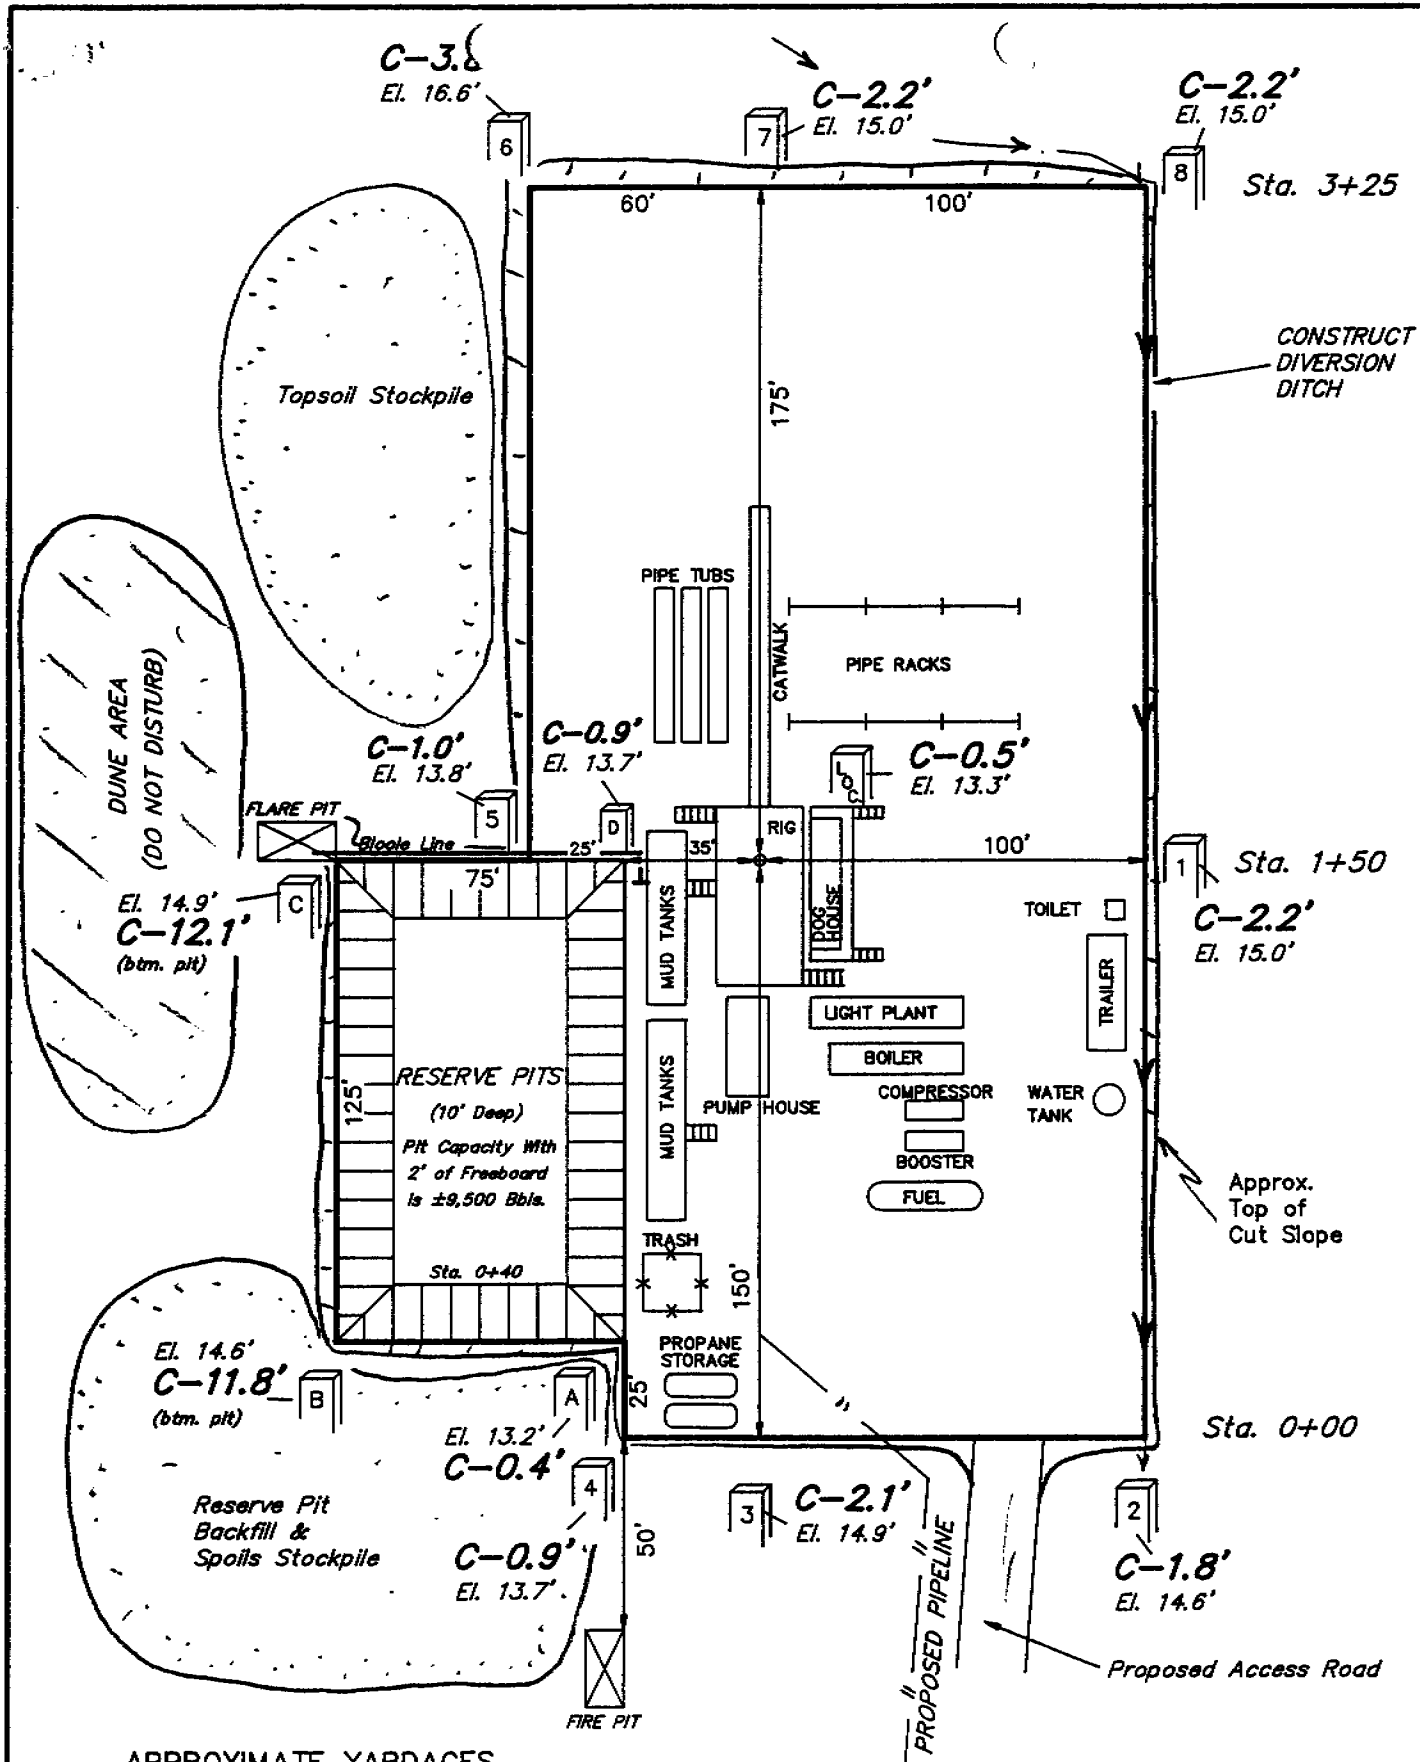 C-3.8
El. 16.6'
6
C-2.2'
El. 15.0'
7
C-2.2'
El. 15.0'
8
Sta. 3+25
60'
100'
175'
CONSTRUCT
DIVERSION
DITCH
Topsoil Stockpile
DUNE AREA
(DO NOT DISTURB)
PIPE TUBS
CATWALK
PIPE RACKS
C-1.0'
El. 13.8'
5
C-0.9'
El. 13.7'
D
LOC.
C-0.5'
El. 13.3'
FLARE PIT
Blooie Line
25'
35'
RIG
100'
1
Sta. 1+50
C-2.2'
El. 15.0'
75'
El. 14.9'
C-12.1'
(btm. pit)
C
MUD TANKS
DOG
HOUSE
TOILET
TRAILER
LIGHT PLANT
BOILER
COMPRESSOR
PUMP HOUSE
WATER
TANK
BOOSTER
FUEL
MUD TANKS
125'
RESERVE PITS
(10' Deep)
Pit Capacity With
2' of Freeboard
is ±9,500 Bbls.
Sta. 0+40
Approx.
Top of
Cut Slope
TRASH
150'
PROPANE
STORAGE
25'
El. 14.6'
C-11.8'
(btm. pit)
B
A
El. 13.2'
C-0.4'
Sta. 0+00
4
C-0.9'
El. 13.7'
3
C-2.1'
El. 14.9'
2
C-1.8'
El. 14.6'
Reserve Pit
Backfill &
Spoils Stockpile
50'
FIRE PIT
PROPOSED PIPELINE
Proposed Access Road
APPROXIMATE YARDAGES